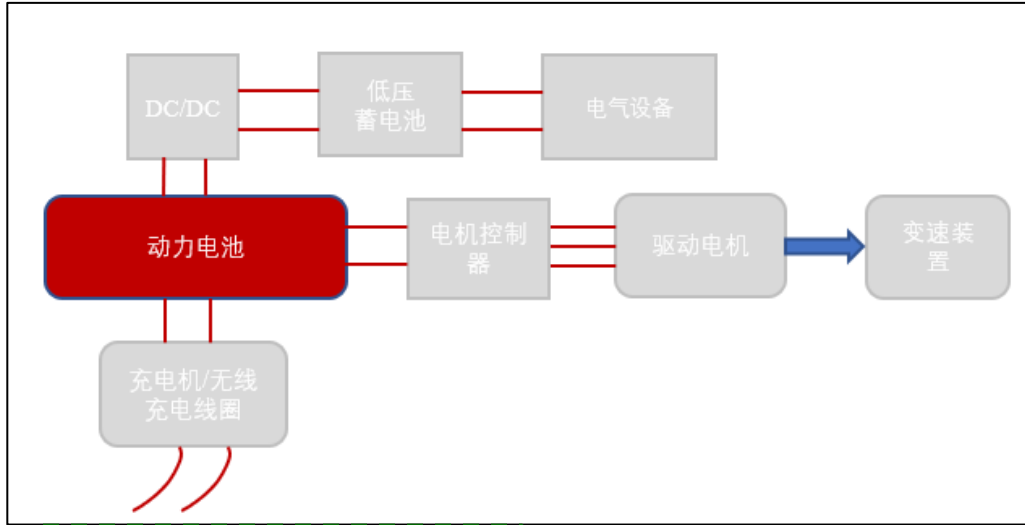 DC/DC
低压
蓄电池
电气设备
动力电池
电机控制
器
驱动电机
变速装
置
充电机/无线
充电线圈